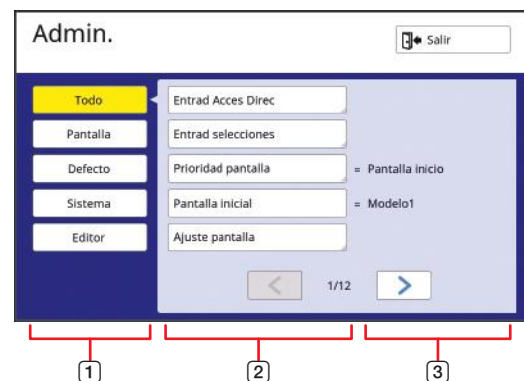 Admin.
Salir
Todo
Entrad Acces Direc
Pantalla
Entrad selecciones
Defecto
Prioridad pantalla = Pantalla inicio
Sistema
Pantalla inicial = Modelo1
Editor
Ajuste pantalla
< 1/12 >
1 2 3